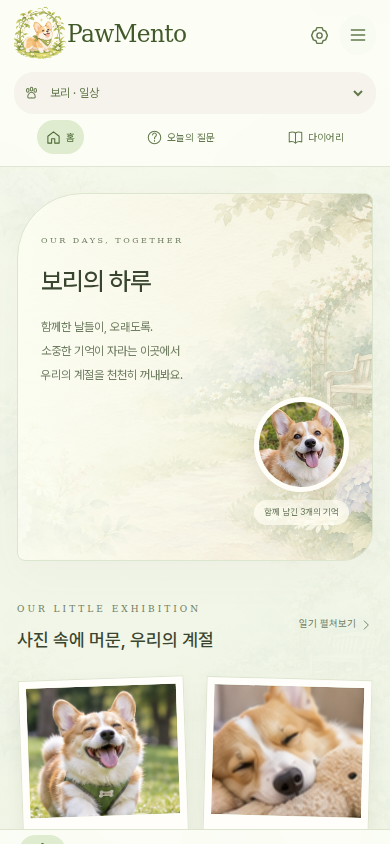 PawMento
보리 · 일상
홈
오늘의 질문
다이어리
OUR DAYS, TOGETHER
보리의 하루
함께한 날들이, 오래도록.
소중한 기억이 자라는 이곳에서
우리의 계절을 천천히 꺼내봐요.
함께 남긴 3개의 기억
OUR LITTLE EXHIBITION
사진 속에 머문, 우리의 계절
일기 펼쳐보기